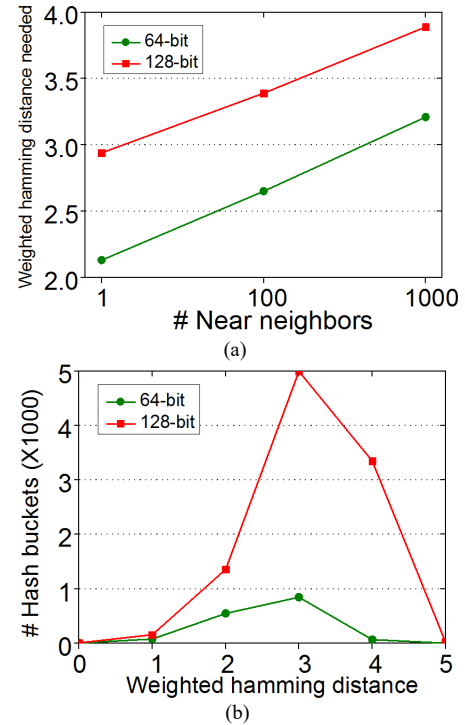 Weighted hamming distance needed
4.0
3.5
3.0
2.5
2.0
64-bit
128-bit
1
100
1000
# Near neighbors
(a)
# Hash buckets (X1000)
5
4
3
2
1
0
64-bit
128-bit
0
1
2
3
4
5
Weighted hamming distance
(b)